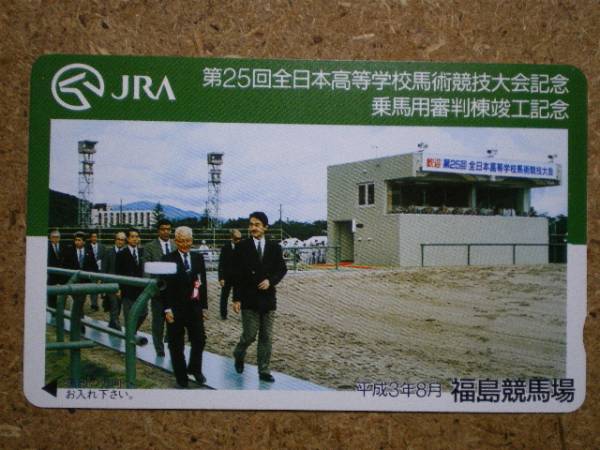 JRA
第25回全日本高等学校馬術競技大会記念
乗馬用審判棟竣工記念
歓迎 第25回 全日本高等学校馬術競技大会
お入れ下さい。
平成3年8月 福島競馬場